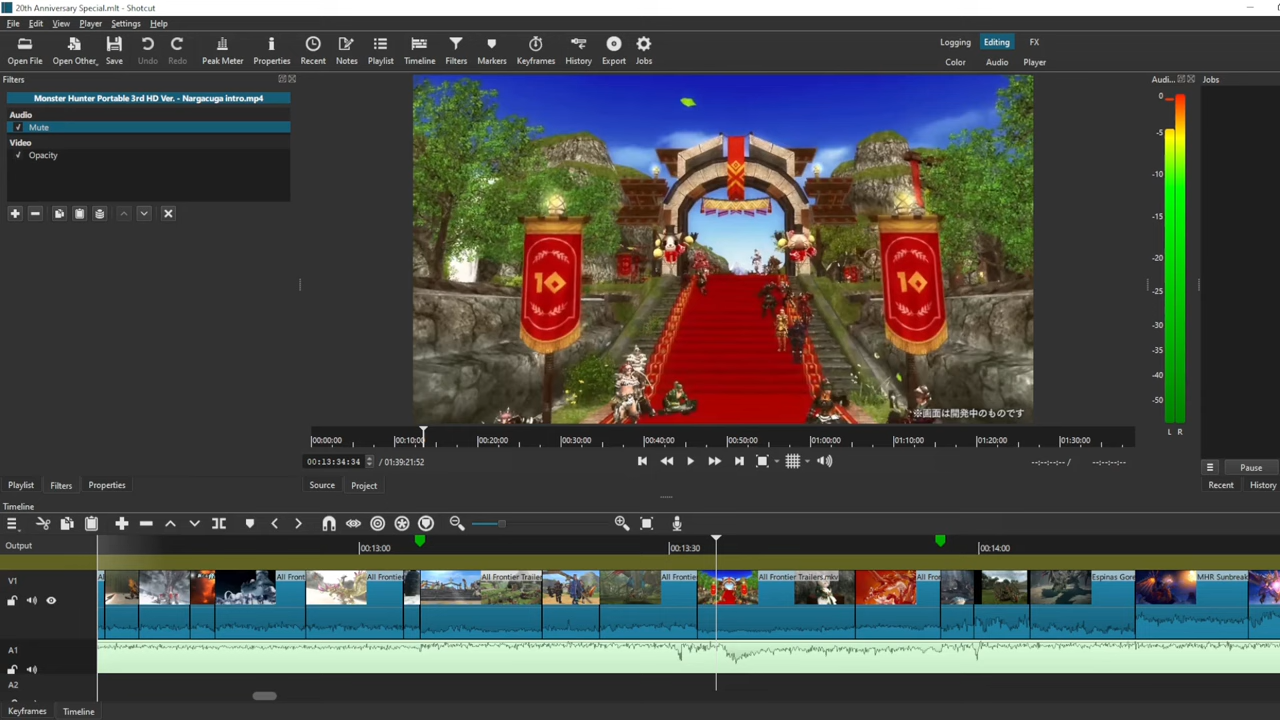 20th Anniversary Special.mlt - Shotcut
File Edit View Player Settings Help
Open File Open Other.. Save Undo Redo Peak Meter Properties Recent Notes Playlist Timeline Filters Markers Keyframes History Export Jobs
Logging Editing FX
Color Audio Player
Filters
Audi...
Jobs
Monster Hunter Portable 3rd HD Ver. - Nargacuga intro.mp4
Audio
Mute
Video
Opacity
0
-5
-10
-15
-20
-25
-30
-35
-40
-50
L R
10
10
※画面は開発中のものです
00:00:00 00:10:00 00:20:00 00:30:00 00:40:00 00:50:00 01:00:00 01:10:00 01:20:00 01:30:00
00:13:34:34 / 01:39:21:52
--:--:--:-- / --:--:--:--
Pause
Playlist Filters Properties
Source Project
Recent History
Timeline
Output
00:13:00 00:13:30 00:14:00
V1
Al All Front All Frontier All Frontier Trailer All Frontier All Frontier Trailers.mkv All Fro Espinas Gore MHR Sunbreak
A1
A2
Keyframes Timeline